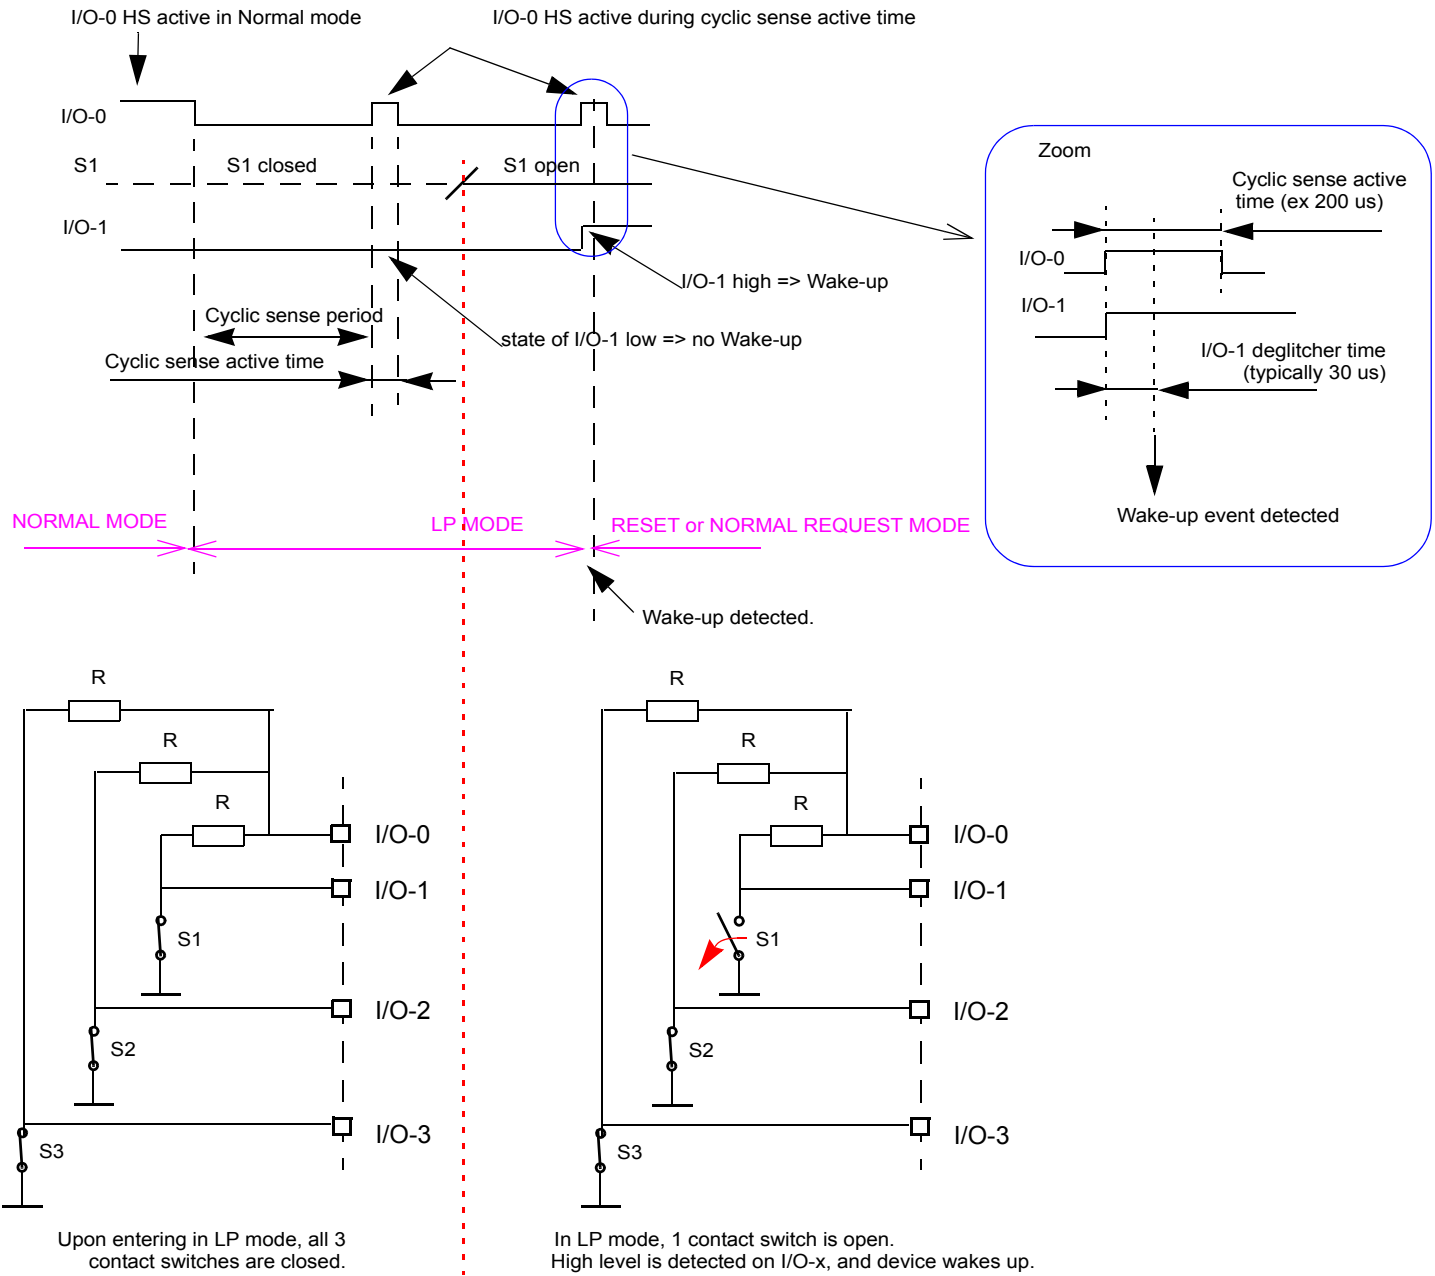 I/O-0 HS active in Normal mode
I/O-0 HS active during cyclic sense active time
I/O-0
S1
S1 closed
S1 open
I/O-1
I/O-1 high => Wake-up
Cyclic sense period
state of I/O-1 low => no Wake-up
Cyclic sense active time
Zoom
Cyclic sense active
time (ex 200 us)
I/O-0
I/O-1
I/O-1 deglitcher time
(typically 30 us)
Wake-up event detected
NORMAL MODE
LP MODE
RESET or NORMAL REQUEST MODE
Wake-up detected.
R
R
R
I/O-0
I/O-1
S1
I/O-2
S2
I/O-3
S3
Upon entering in LP mode, all 3
contact switches are closed.
R
R
R
I/O-0
I/O-1
S1
I/O-2
S2
I/O-3
S3
In LP mode, 1 contact switch is open.
High level is detected on I/O-x, and device wakes up.